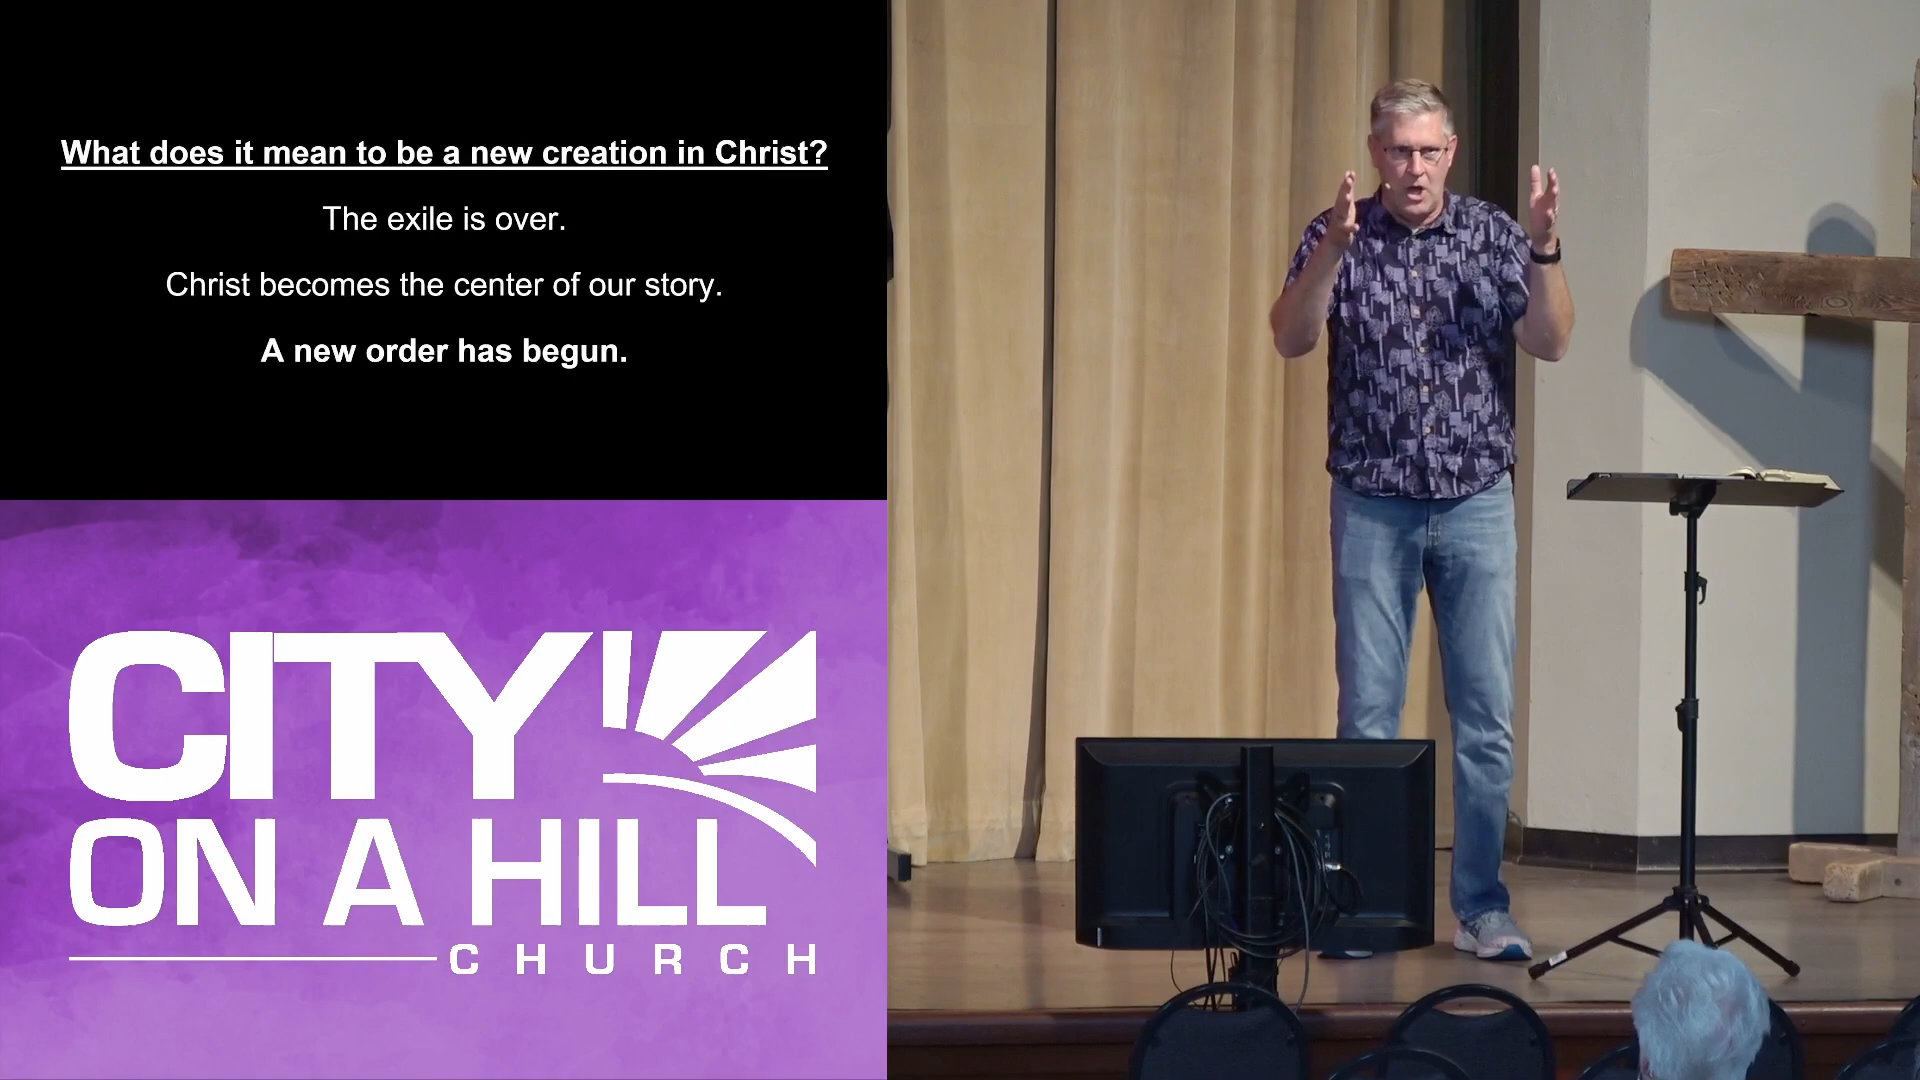 What does it mean to be a new creation in Christ?
The exile is over.
Christ becomes the center of our story.
A new order has begun.
CITY
ON A HILL
CHURCH